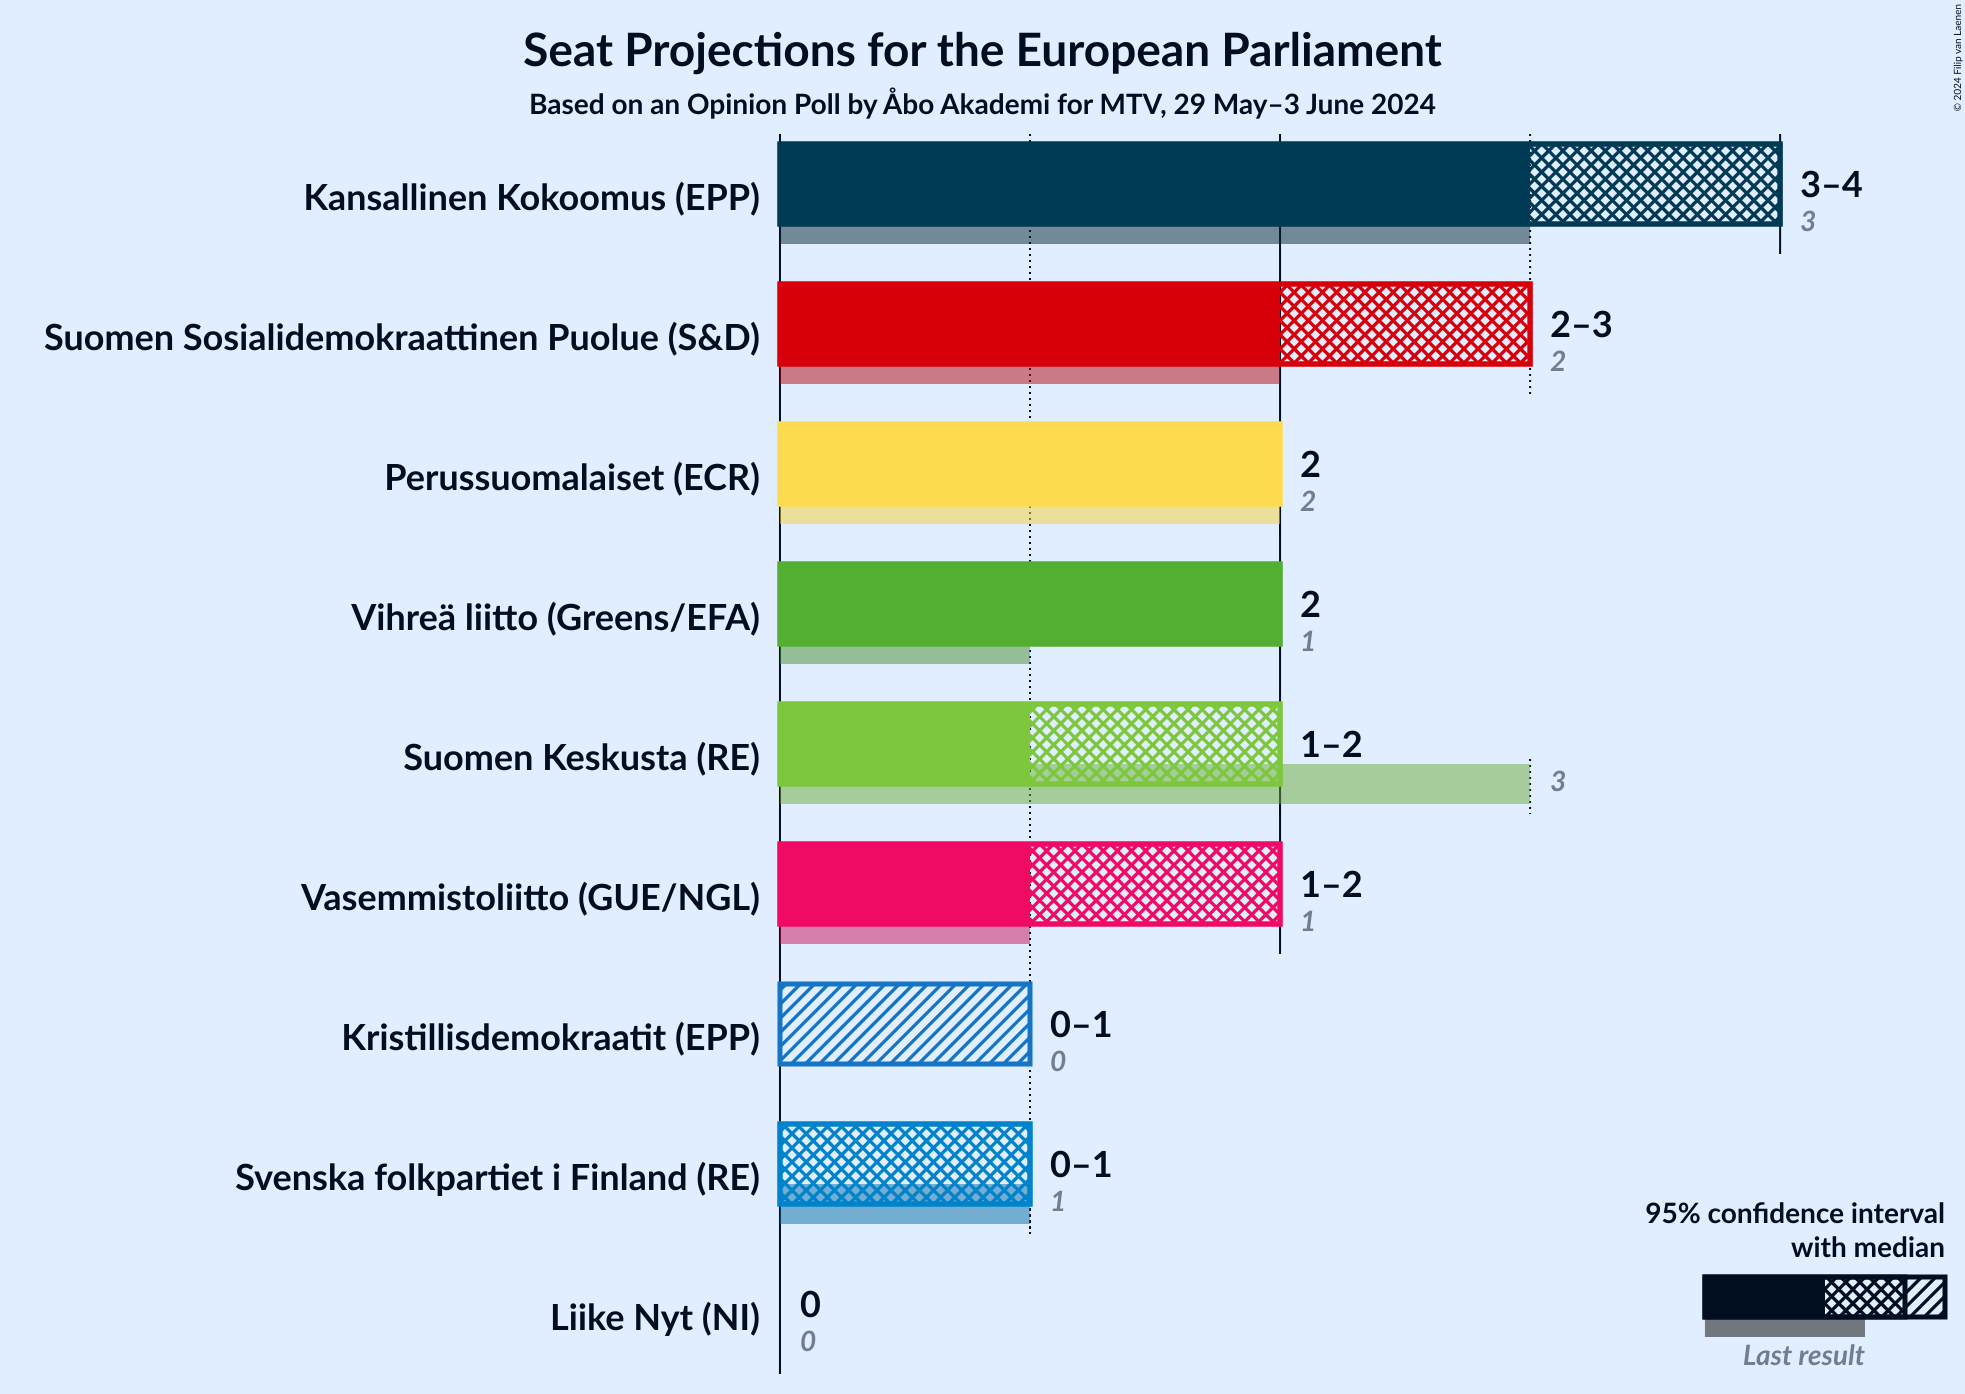 Seat Projections for the European Parliament
Based on an Opinion Poll by Åbo Akademi for MTV, 29 May–3 June 2024
© 2024 Filip van Laenen
Kansallinen Kokoomus (EPP)
3–4
3
Suomen Sosialidemokraattinen Puolue (S&D)
2–3
2
Perussuomalaiset (ECR)
2
2
Vihreä liitto (Greens/EFA)
2
1
Suomen Keskusta (RE)
1–2
3
Vasemmistoliitto (GUE/NGL)
1–2
1
Kristillisdemokraatit (EPP)
0–1
0
Svenska folkpartiet i Finland (RE)
0–1
1
Liike Nyt (NI)
0
0
95% confidence interval
with median
Last result